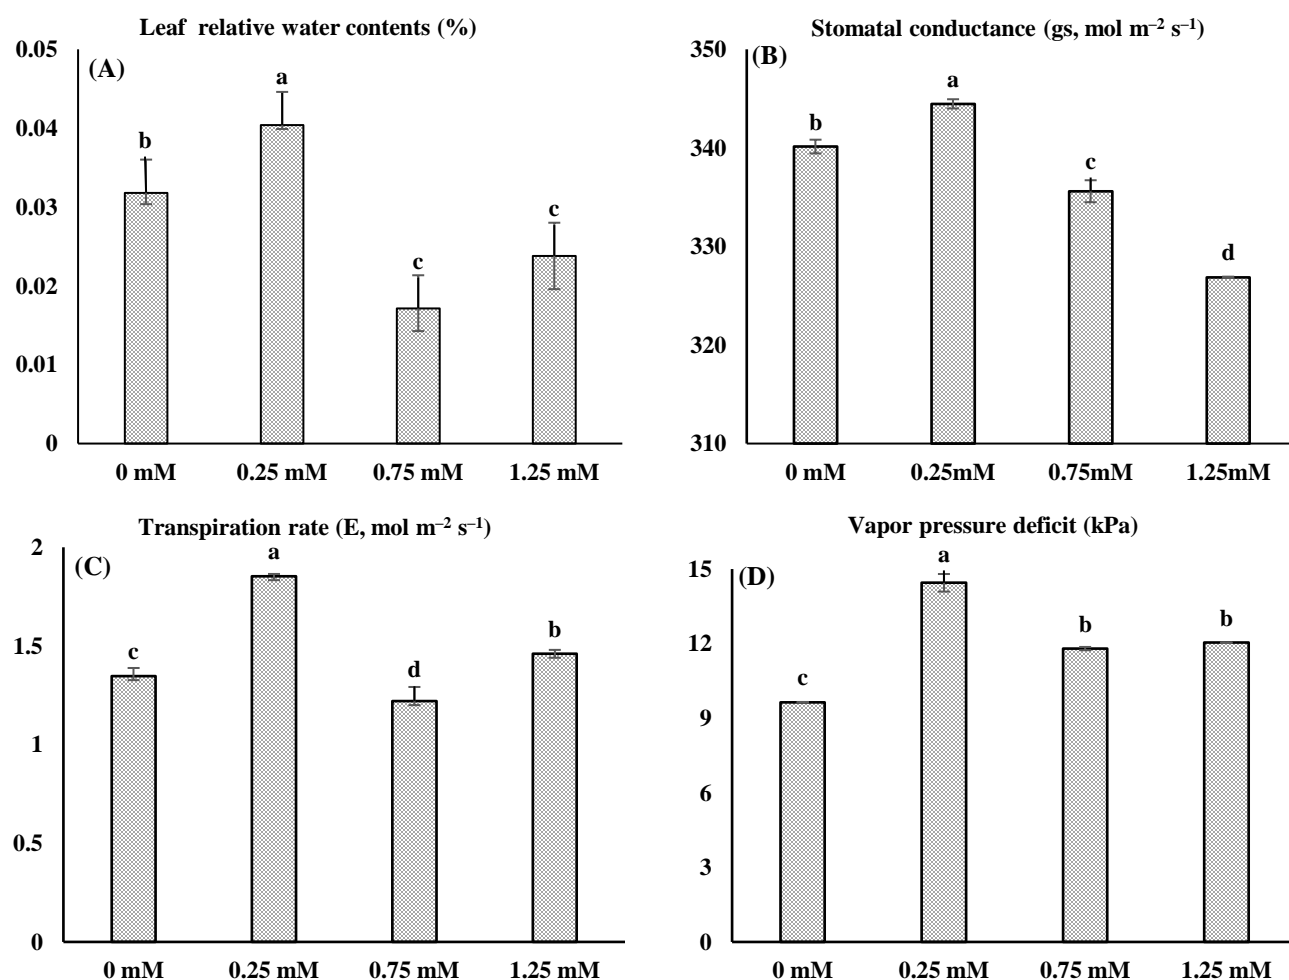 Leaf relative water contents (%)
(A)
0.05
0.04
0.03
0.02
0.01
0
b
a
c
c
0 mM 0.25 mM 0.75 mM 1.25 mM
Stomatal conductance (gs, mol m⁻² s⁻¹)
(B)
350
340
330
320
310
b
a
c
d
0 mM 0.25mM 0.75mM 1.25mM
Transpiration rate (E, mol m⁻² s⁻¹)
(C)
2
1.5
1
0.5
0
c
a
d
b
0 mM 0.25 mM 0.75 mM 1.25 mM
Vapor pressure deficit (kPa)
(D)
15
12
9
6
3
0
c
a
b
b
0 mM 0.25 mM 0.75 mM 1.25 mM